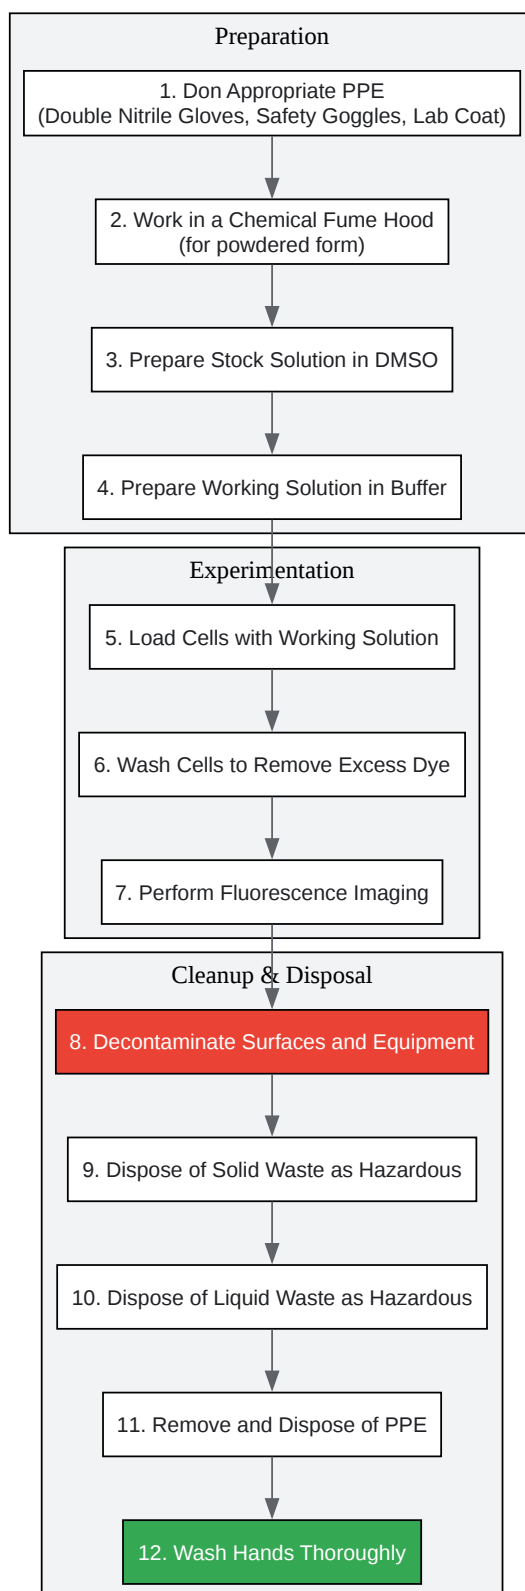 Preparation
1. Don Appropriate PPE
(Double Nitrile Gloves, Safety Goggles, Lab Coat)
2. Work in a Chemical Fume Hood
(for powdered form)
3. Prepare Stock Solution in DMSO
4. Prepare Working Solution in Buffer
Experimentation
5. Load Cells with Working Solution
6. Wash Cells to Remove Excess Dye
7. Perform Fluorescence Imaging
Cleanup & Disposal
8. Decontaminate Surfaces and Equipment
9. Dispose of Solid Waste as Hazardous
10. Dispose of Liquid Waste as Hazardous
11. Remove and Dispose of PPE
12. Wash Hands Thoroughly